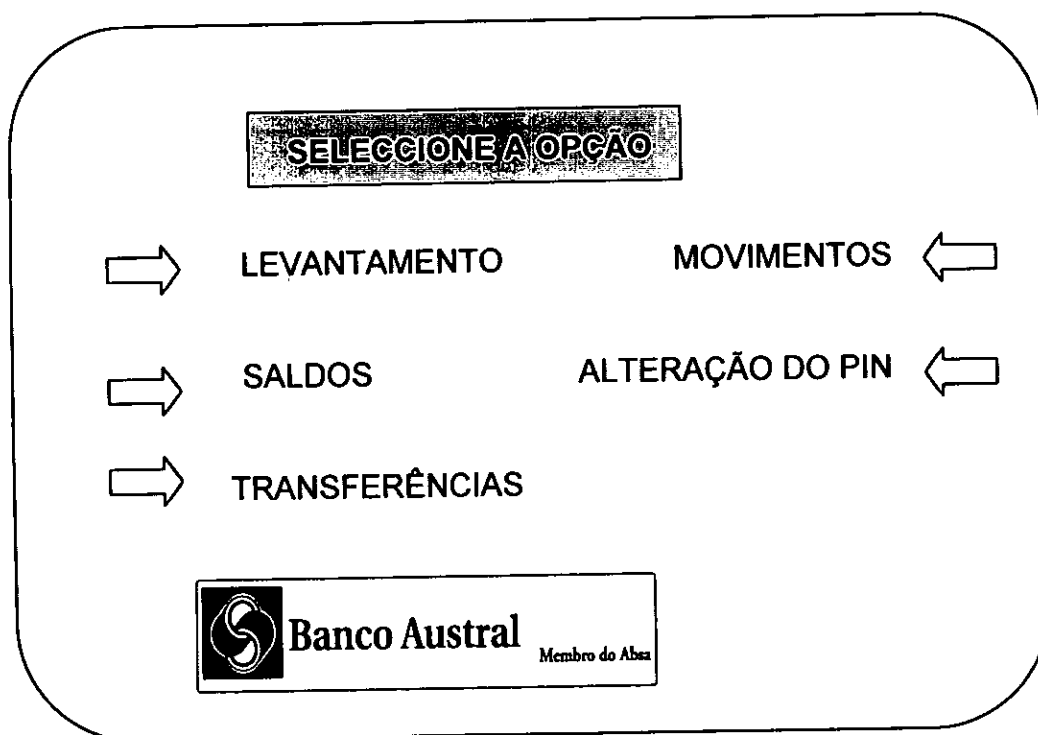 SELECCIONE A OPÇÃO
LEVANTAMENTO
MOVIMENTOS
SALDOS
ALTERAÇÃO DO PIN
TRANSFERÊNCIAS
Banco Austral
Membro do Absa